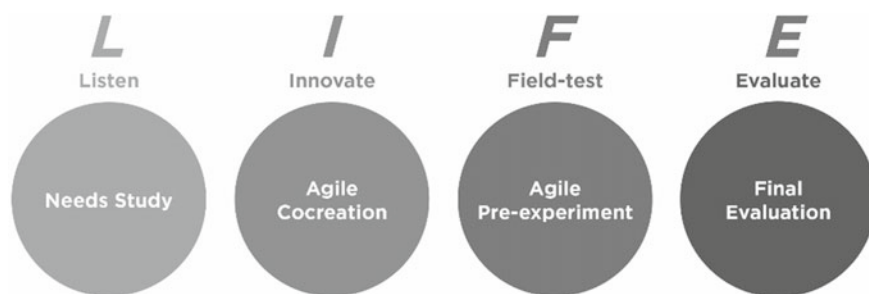 L I F E
Listen Innovate Field-test Evaluate
Needs Study
Agile
Cocreation
Agile
Pre-experiment
Final
Evaluation